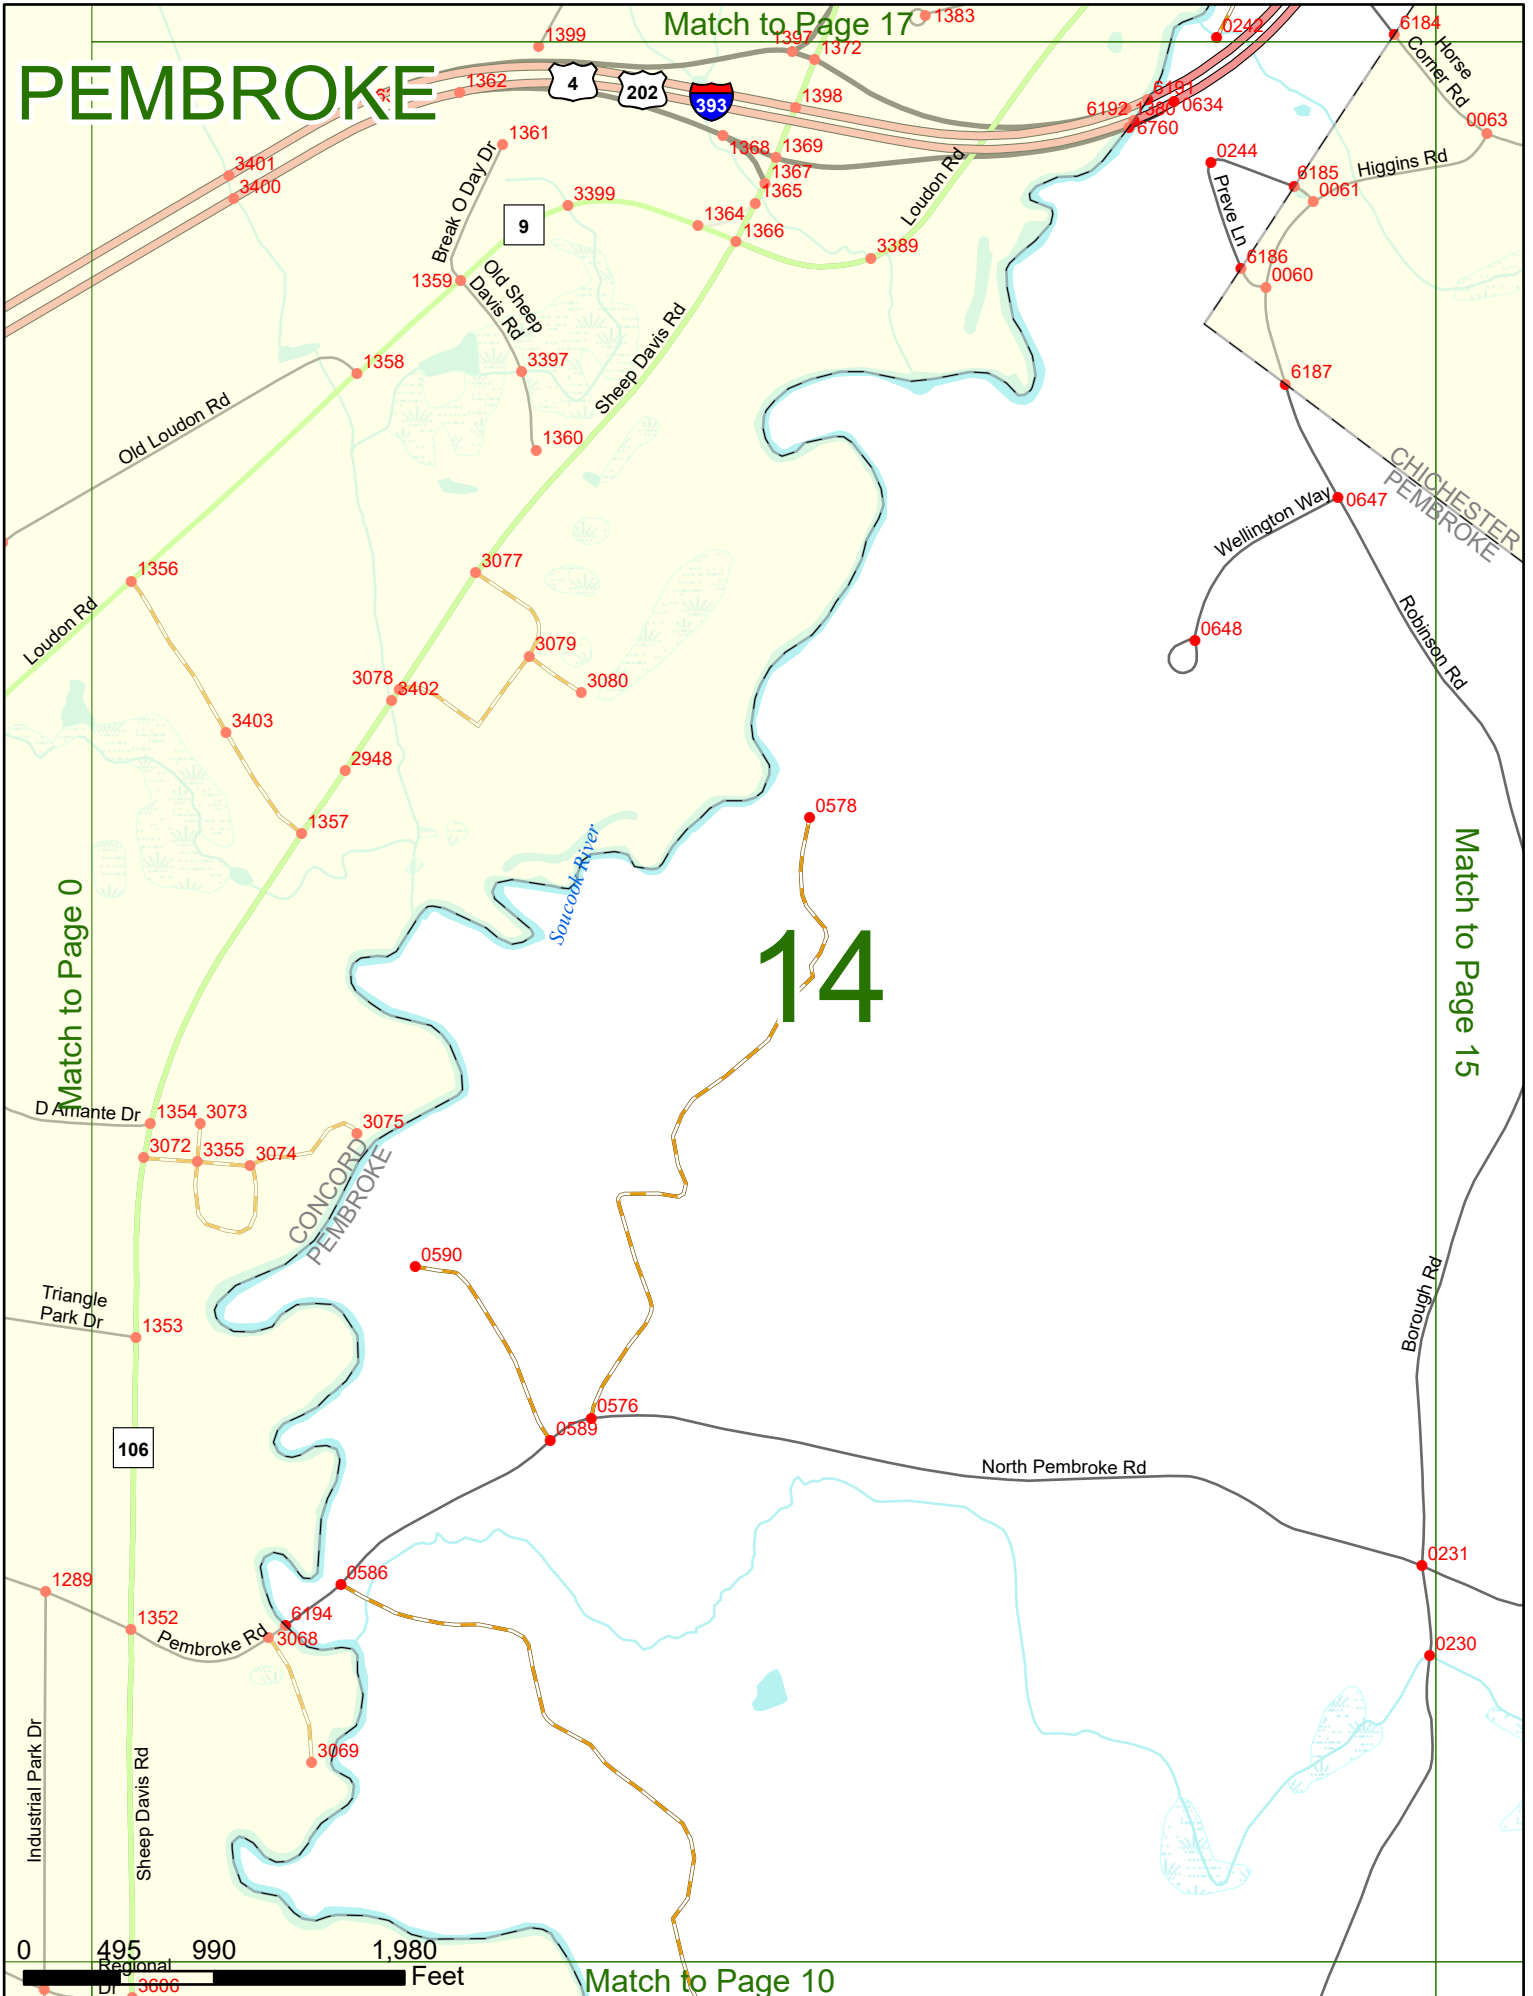 Match to Page 17
PEMBROKE
1399
1397
1372
1383
0242
6184
Horse
Corner Rd
1362
4
202
393
1398
6191
6192
1380
0634
6760
0063
1361
1368
1369
1367
1365
0244
6185
0061
Higgins Rd
3401
3400
Break O Day Dr
3399
9
1364
1366
Loudon Rd
3389
Preve Ln
6186
0060
1359
Old Sheep
Davis Rd
Sheep Davis Rd
1358
3397
6187
Old Loudon Rd
1360
CHICHESTER
PEMBROKE
0647
Wellington Way
1356
3077
Loudon Rd
3079
0648
Robinson Rd
3078
3402
3080
3403
2948
1357
0578
Soucook River
Match to Page 0
14
Match to Page 15
D Amante Dr
1354
3073
3075
3072
3355
3074
CONCORD
PEMBROKE
0590
Triangle
Park Dr
1353
Borough Rd
0576
0589
106
North Pembroke Rd
0231
1289
0586
1352
6194
Pembroke Rd
3068
0230
3069
Industrial Park Dr
Sheep Davis Rd
0 495 990 1,980
Feet
Regional
Dr
3606
Match to Page 10